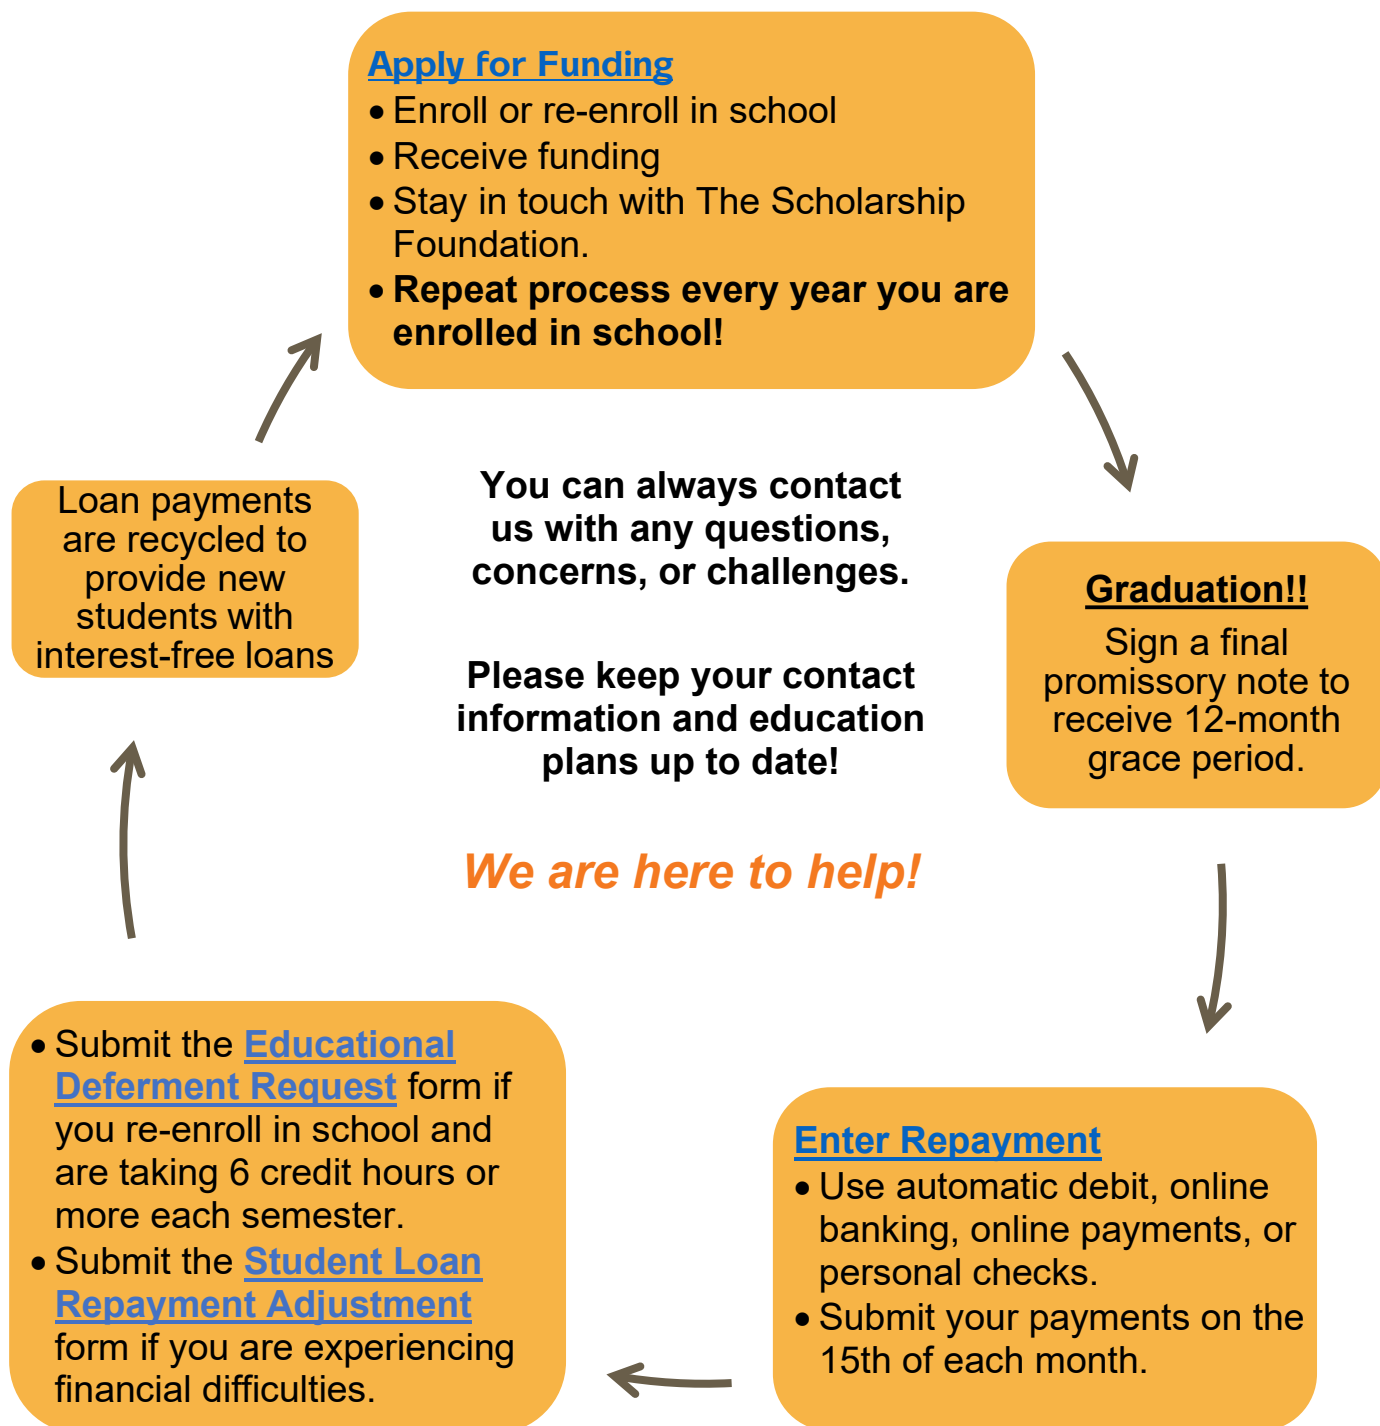 Apply for Funding
• Enroll or re-enroll in school
• Receive funding
• Stay in touch with The Scholarship
Foundation.
• Repeat process every year you are
enrolled in school!
Loan payments
are recycled to
provide new
students with
interest-free loans
You can always contact
us with any questions,
concerns, or challenges.
Please keep your contact
information and education
plans up to date!
We are here to help!
Graduation!!
Sign a final
promissory note to
receive 12-month
grace period.
• Submit the Educational
Deferment Request form if
you re-enroll in school and
are taking 6 credit hours or
more each semester.
• Submit the Student Loan
Repayment Adjustment
form if you are experiencing
financial difficulties.
Enter Repayment
• Use automatic debit, online
banking, online payments, or
personal checks.
• Submit your payments on the
15th of each month.